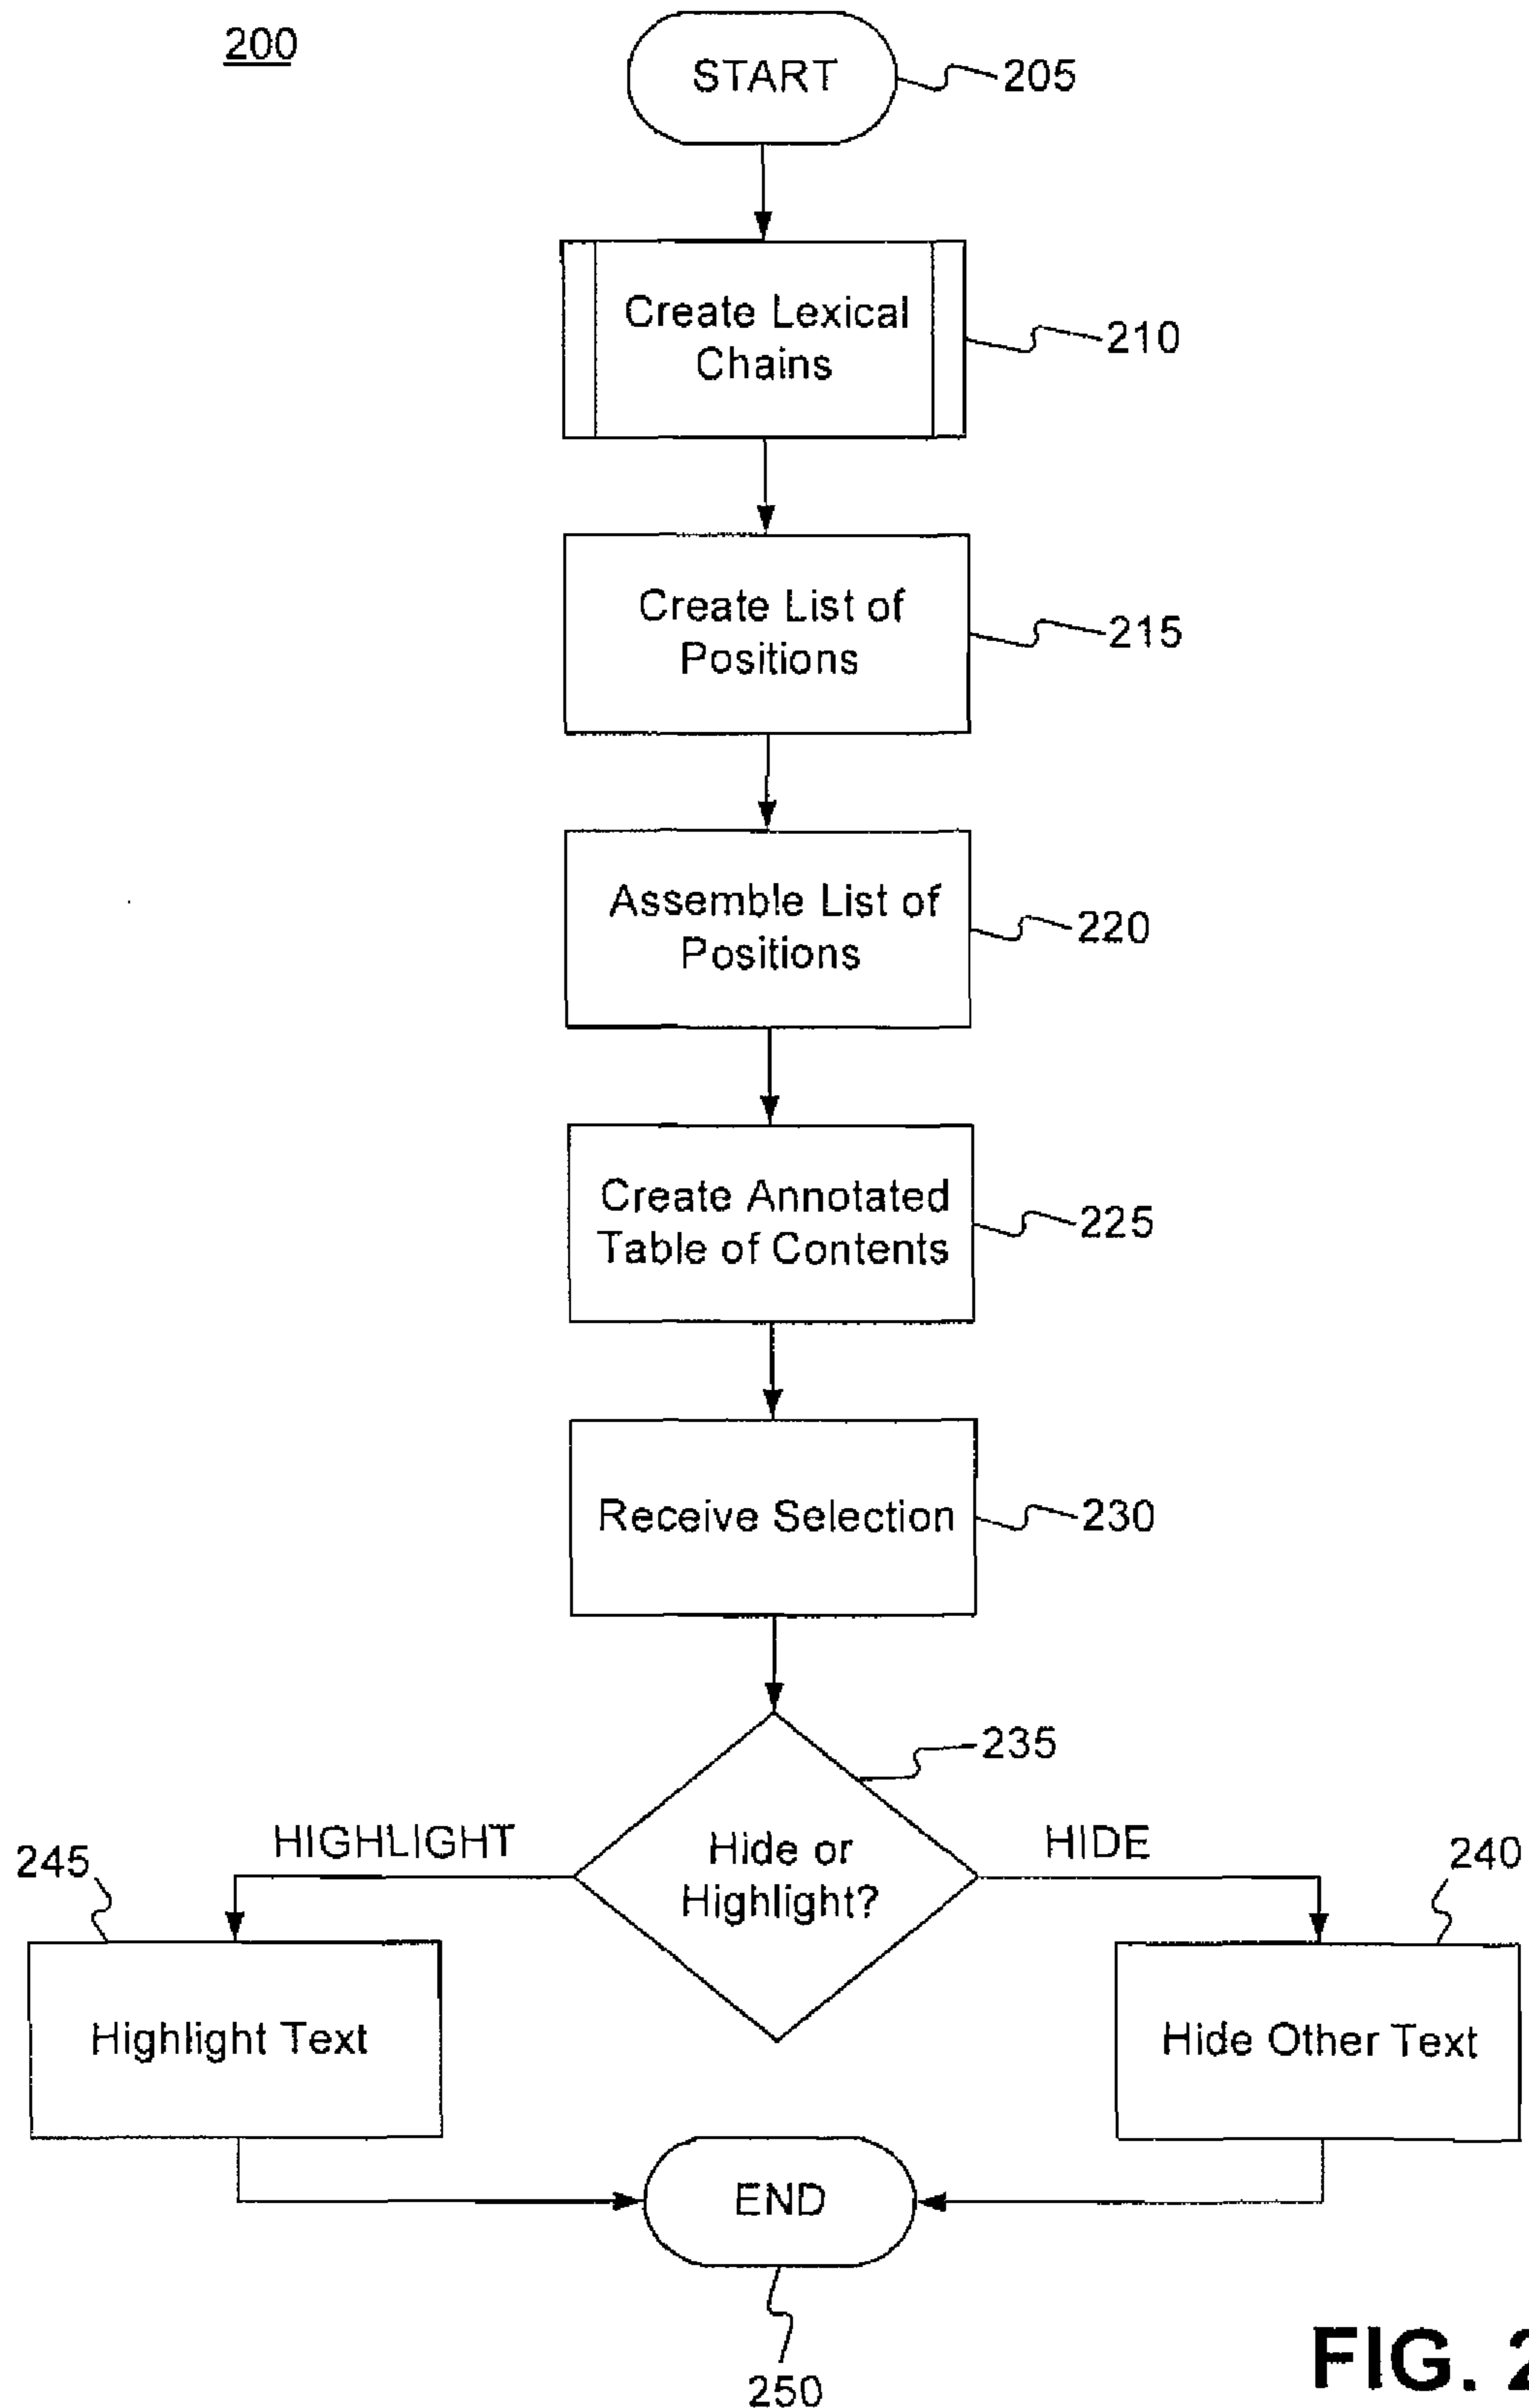 200
START
205
Create Lexical
Chains
210
Create List of
Positions
215
Assemble List of
Positions
220
Create Annotated
Table of Contents
225
Receive Selection
230
235
HIGHLIGHT
Hide or
Highlight?
HIDE
245
240
Highlight Text
Hide Other Text
END
250
FIG. 2